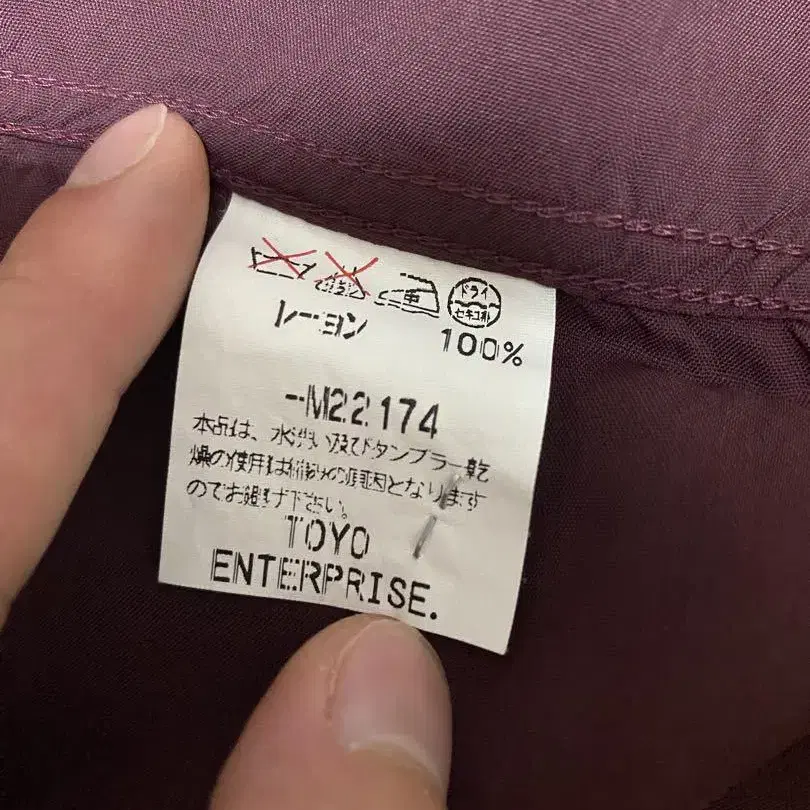 中
ドライ
セキユ系
レーヨン
100%
-M22174
本品は、水洗い及びタンブラー乾
燥の使用は縮みの原因となります
のでお避け下さい。
TOYO
ENTERPRISE.